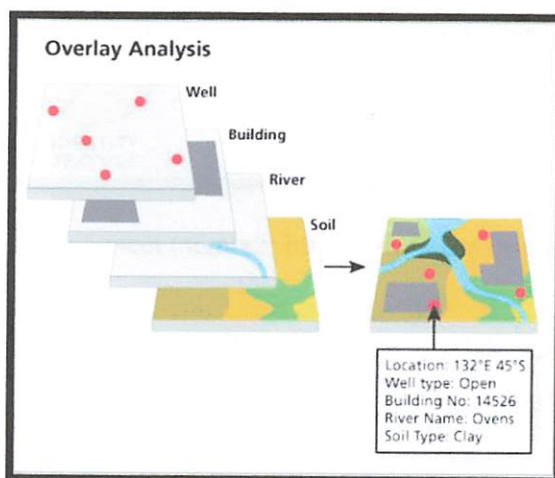 Overlay Analysis
Well
Building
River
Soil
Location: 132°E 45°S
Well type: Open
Building No: 14526
River Name: Ovens
Soil Type: Clay